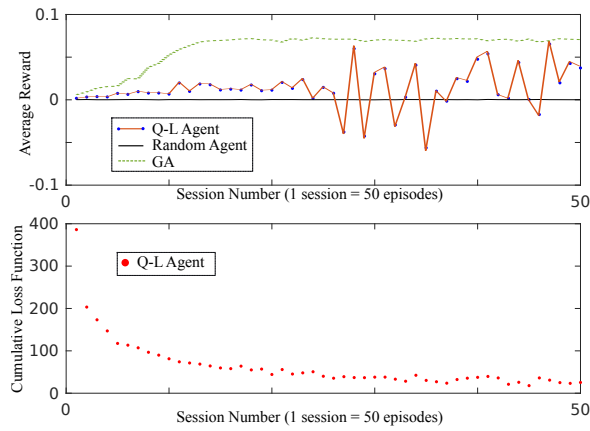 0.1
0
-0.1
Average Reward
Q-L Agent
Random Agent
GA
0
50
Session Number (1 session = 50 episodes)
400
300
200
100
0
Cumulative Loss Function
Q-L Agent
0
50
Session Number (1 session = 50 episodes)